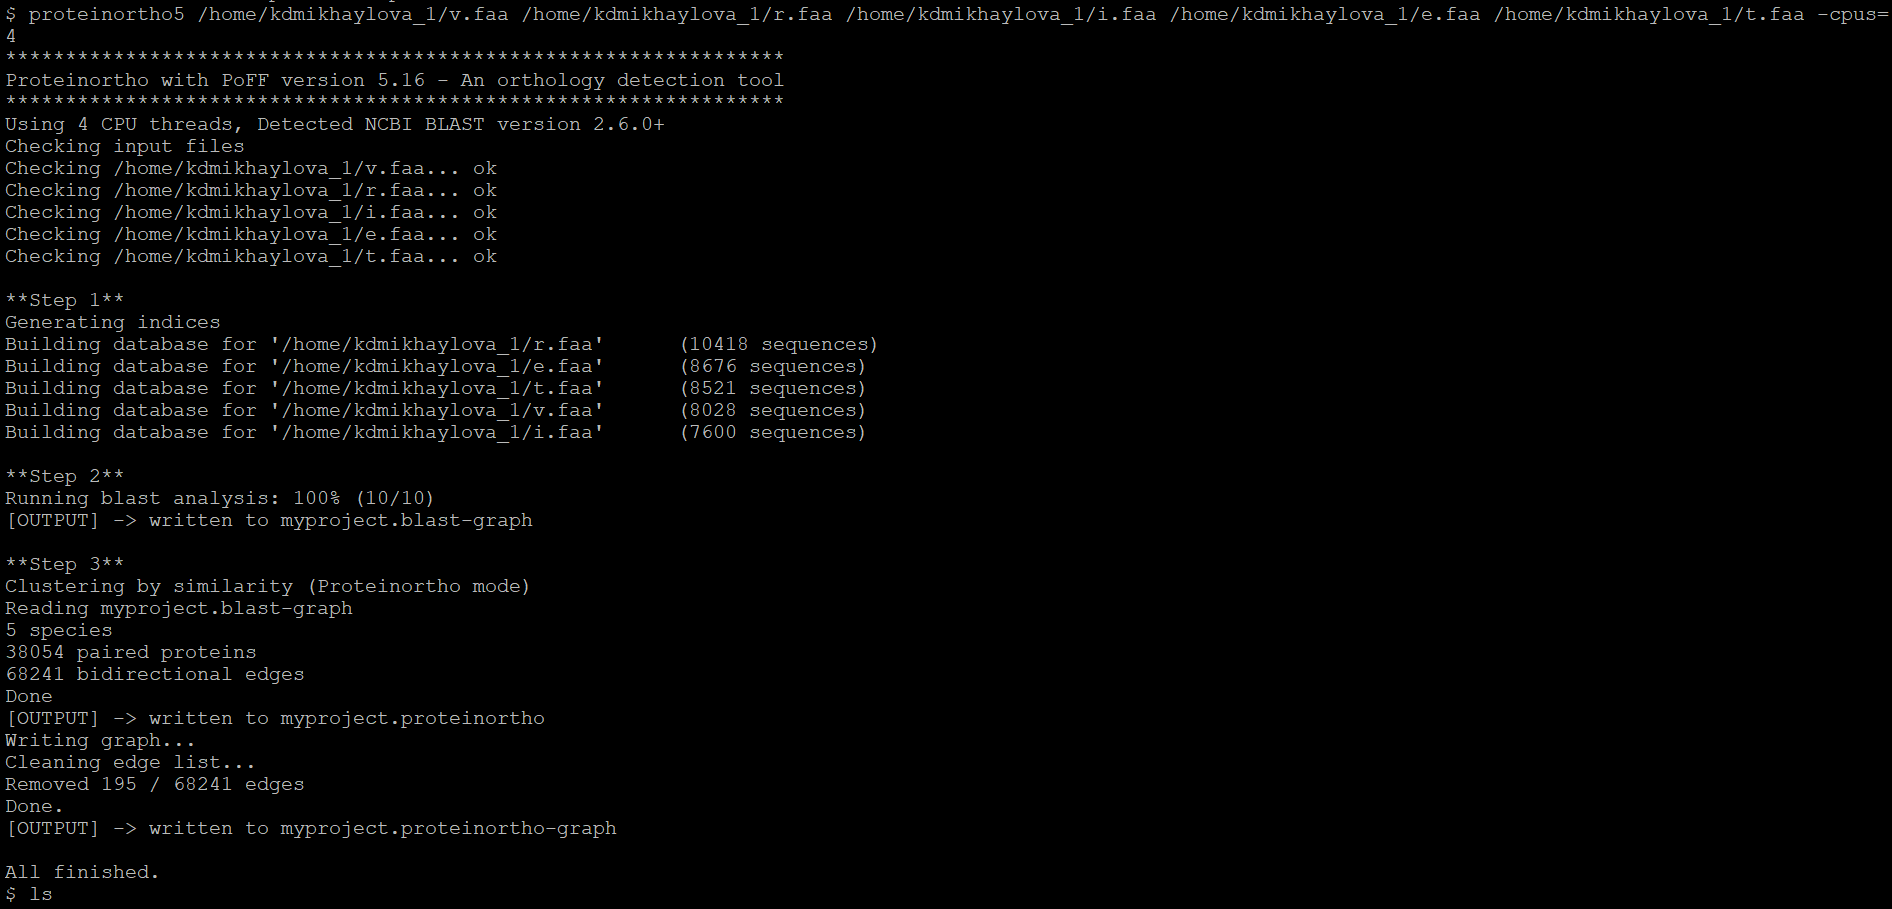 $ proteinortho5 /home/kdmikhaylova_1/v.faa /home/kdmikhaylova_1/r.faa /home/kdmikhaylova_1/i.faa /home/kdmikhaylova_1/e.faa /home/kdmikhaylova_1/t.faa -cpus=
4
*****************************************************************
Proteinortho with PoFF version 5.16 - An orthology detection tool
*****************************************************************
Using 4 CPU threads, Detected NCBI BLAST version 2.6.0+
Checking input files
Checking /home/kdmikhaylova_1/v.faa... ok
Checking /home/kdmikhaylova_1/r.faa... ok
Checking /home/kdmikhaylova_1/i.faa... ok
Checking /home/kdmikhaylova_1/e.faa... ok
Checking /home/kdmikhaylova_1/t.faa... ok

**Step 1**
Generating indices
Building database for '/home/kdmikhaylova_1/r.faa'	(10418 sequences)
Building database for '/home/kdmikhaylova_1/e.faa'	(8676 sequences)
Building database for '/home/kdmikhaylova_1/t.faa'	(8521 sequences)
Building database for '/home/kdmikhaylova_1/v.faa'	(8028 sequences)
Building database for '/home/kdmikhaylova_1/i.faa'	(7600 sequences)

**Step 2**
Running blast analysis: 100% (10/10)
[OUTPUT] -> written to myproject.blast-graph

**Step 3**
Clustering by similarity (Proteinortho mode)
Reading myproject.blast-graph
5 species
38054 paired proteins
68241 bidirectional edges
Done
[OUTPUT] -> written to myproject.proteinortho
Writing graph...
Cleaning edge list...
Removed 195 / 68241 edges
Done.
[OUTPUT] -> written to myproject.proteinortho-graph

All finished.
$ ls